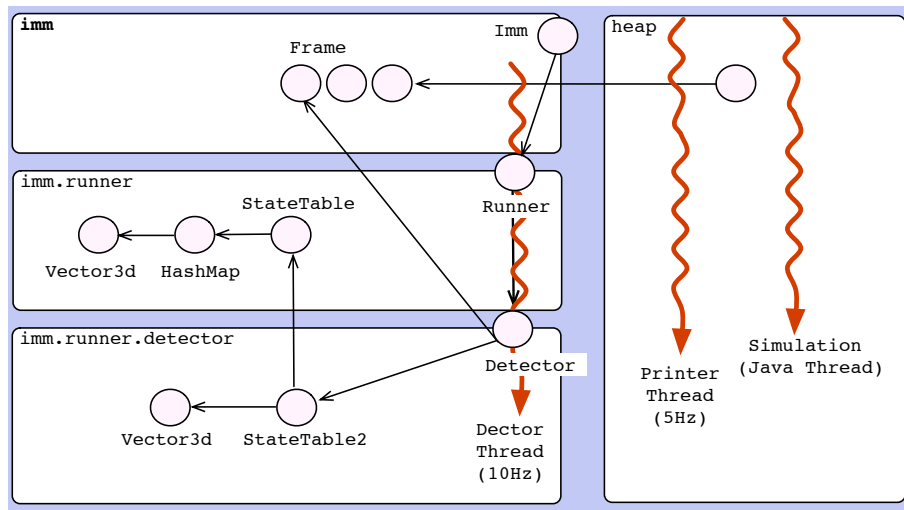 imm
Imm
Frame
heap
imm.runner
StateTable
Runner
Vector3d
HashMap
imm.runner.detector
Detector
Vector3d
StateTable2
Dector
Thread
(10Hz)
Printer
Thread
(5Hz)
Simulation
(Java Thread)